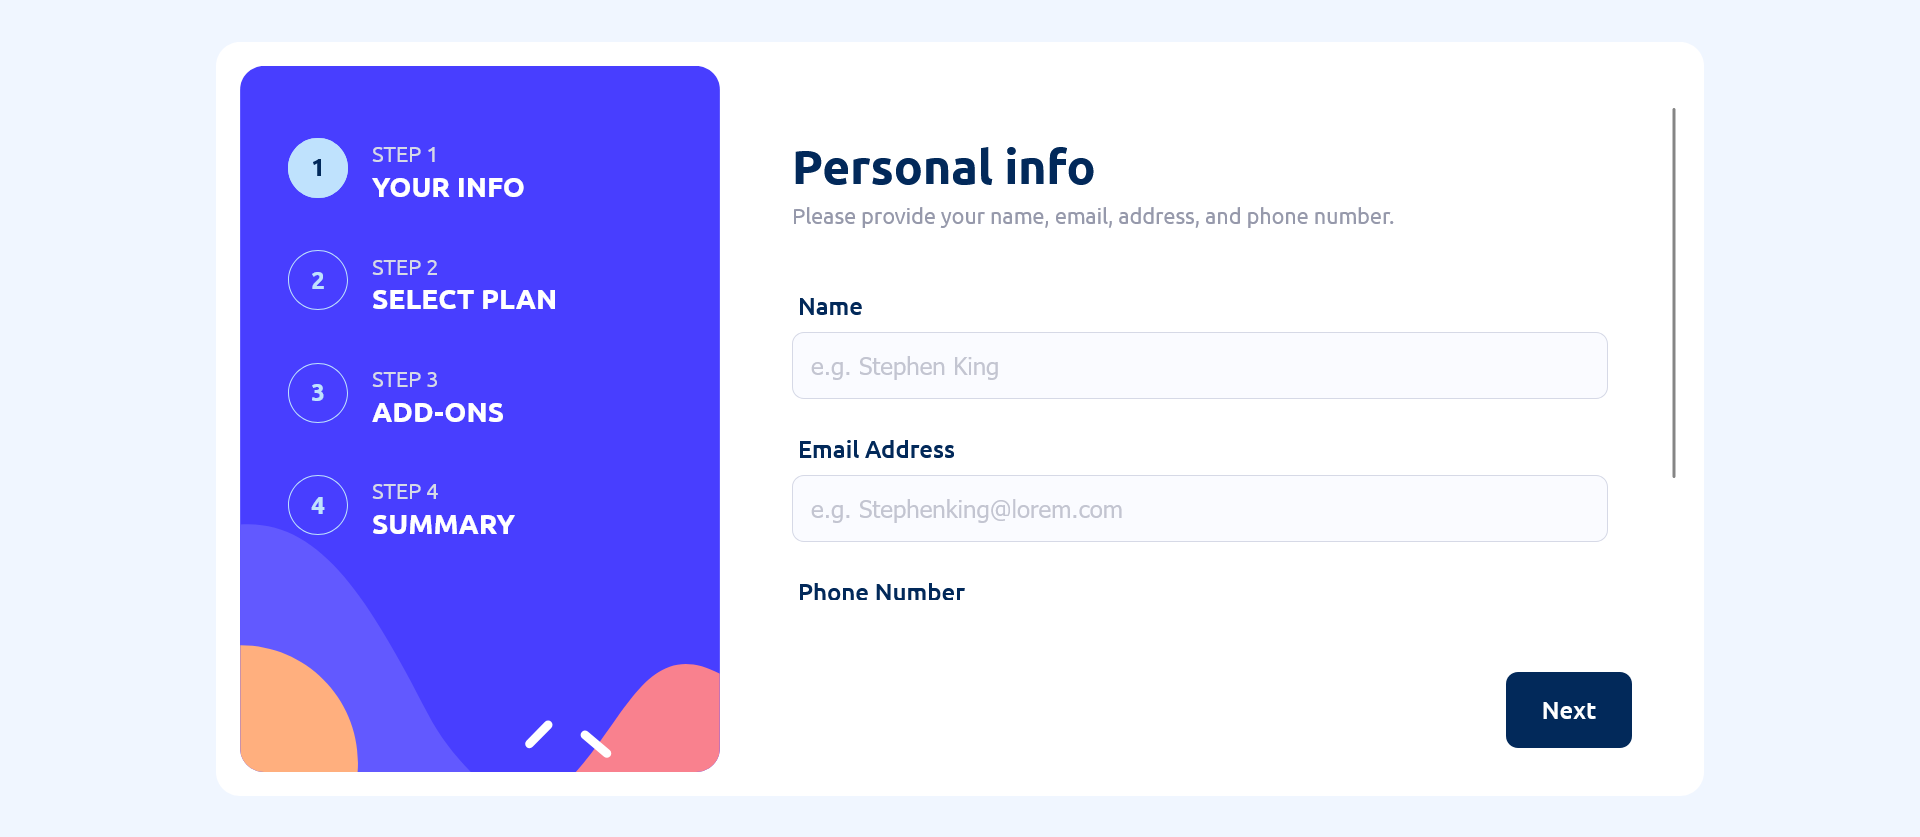 1
STEP 1
YOUR INFO
2
STEP 2
SELECT PLAN
3
STEP 3
ADD-ONS
4
STEP 4
SUMMARY
Personal info
Please provide your name, email, address, and phone number.
Name
e.g. Stephen King
Email Address
e.g. Stephenking@lorem.com
Phone Number
Next